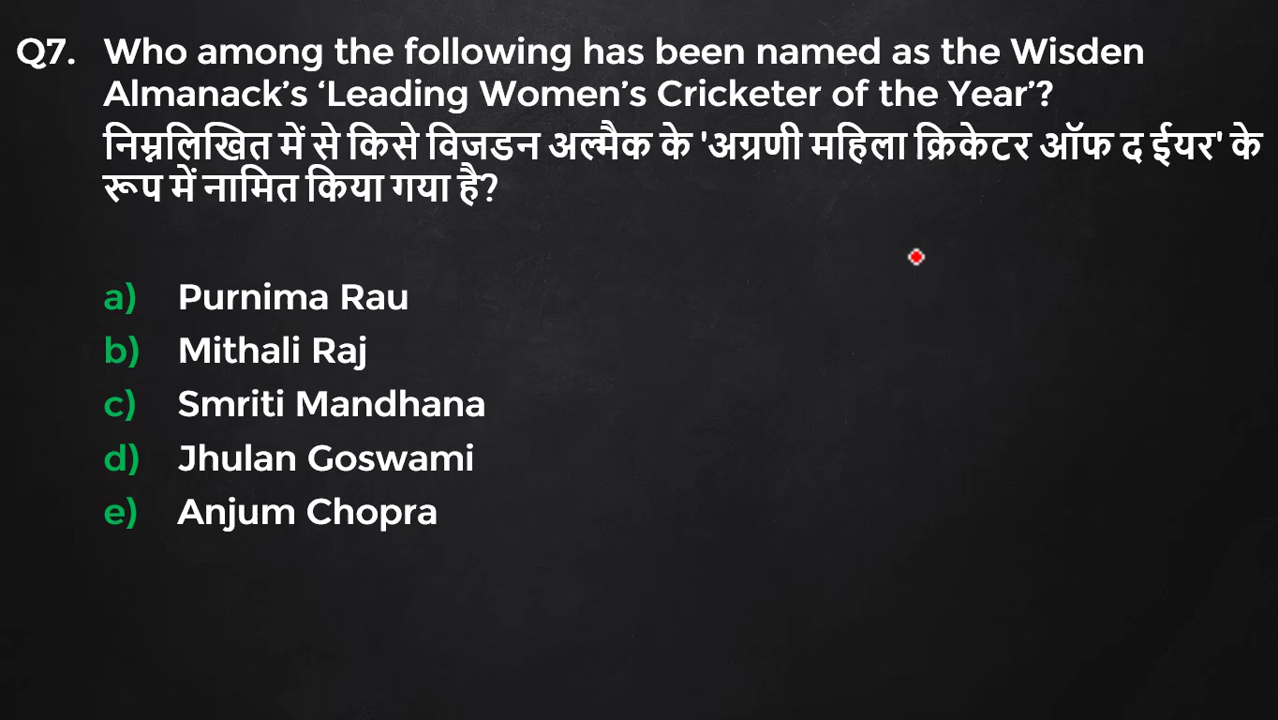 Q7. Who among the following has been named as the Wisden
Almanack’s ‘Leading Women’s Cricketer of the Year’?
निम्नलिखित में से किसे विजडन अल्मैक के 'अग्रणी महिला क्रिकेटर ऑफ द ईयर' के
रूप में नामित किया गया है?
a) Purnima Rau
b) Mithali Raj
c) Smriti Mandhana
d) Jhulan Goswami
e) Anjum Chopra